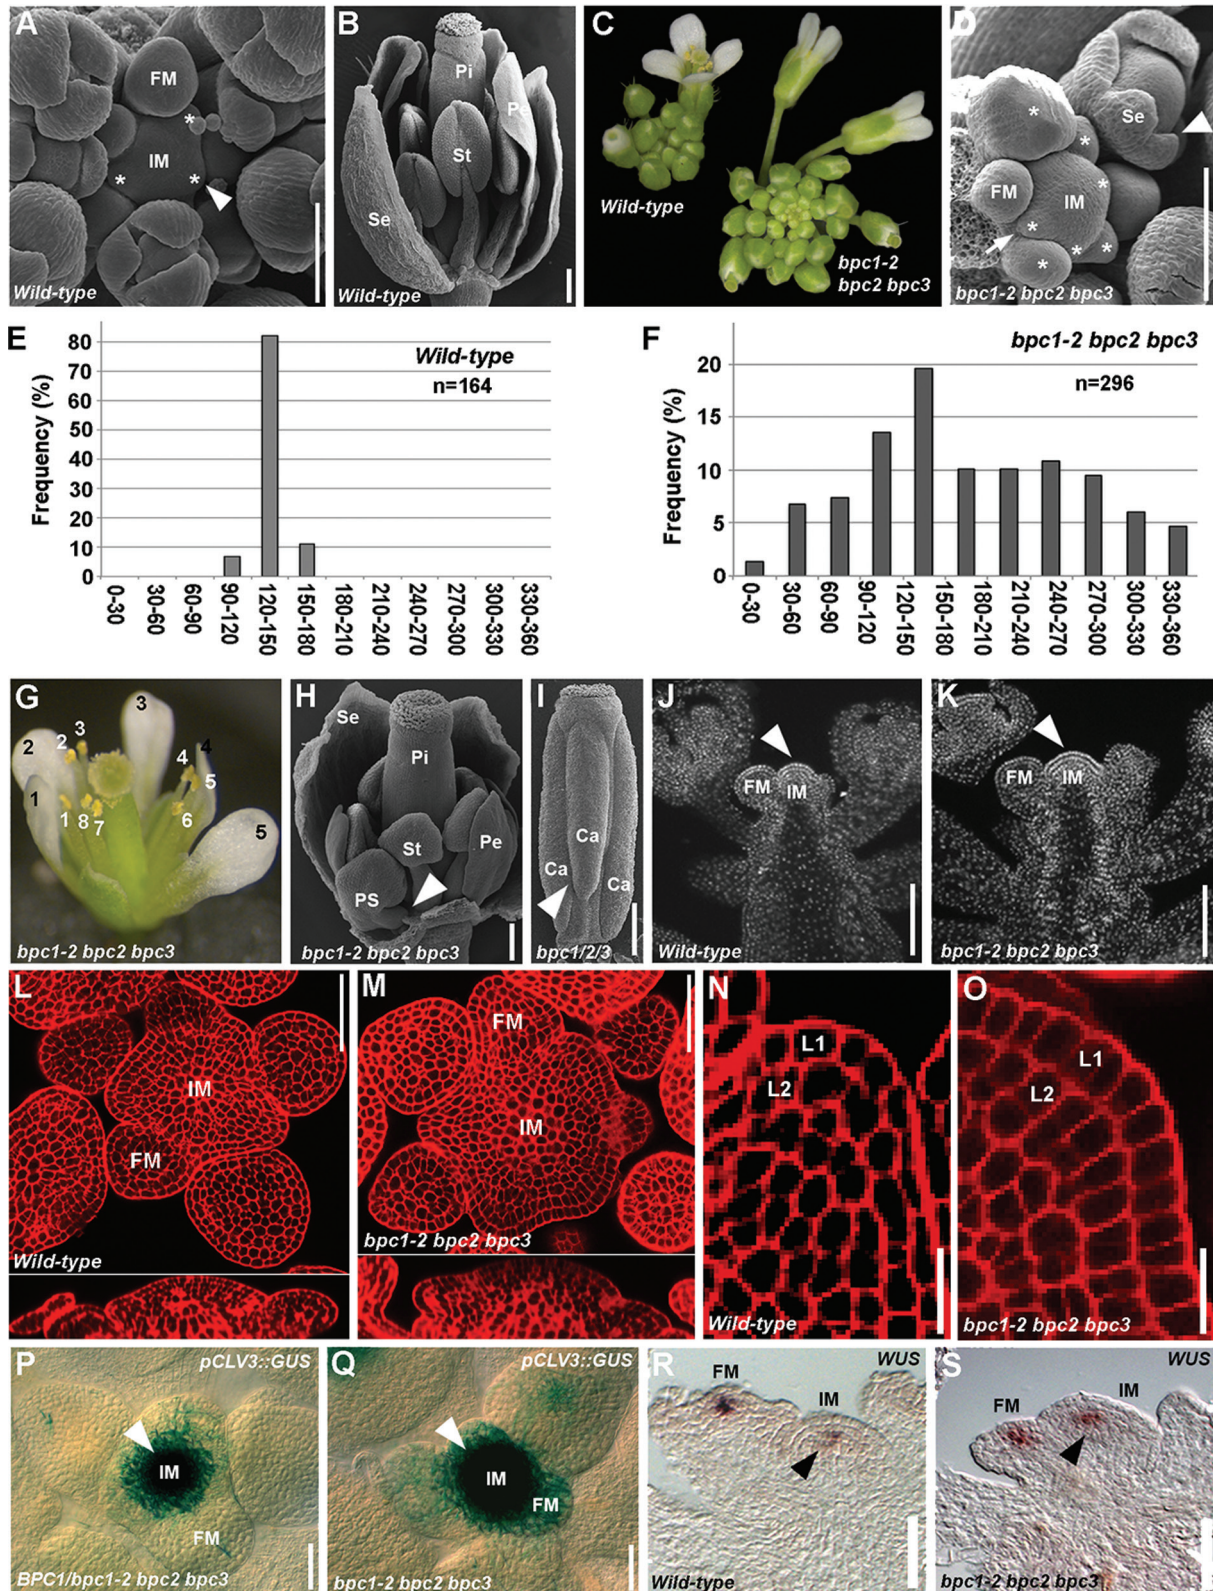 A
FM
*
IM
*
*
Wild-type
B
Pi
Pe
St
Se
Wild-type
C
Wild-type
bpc1-2
bpc2 bpc3
D
*
Se
*
FM
*
IM
*
*
*
bpc1-2 bpc2 bpc3
E
Wild-type
n=164
Frequency (%)
80
70
60
50
40
30
20
10
0
0-30
30-60
60-90
90-120
120-150
150-180
180-210
210-240
240-270
270-300
300-330
330-360
F
bpc1-2 bpc2 bpc3
n=296
Frequency (%)
20
15
10
5
0
0-30
30-60
60-90
90-120
120-150
150-180
180-210
210-240
240-270
270-300
300-330
330-360
G
3
2
2 3
4 4
1
5
1 8 7
6
5
bpc1-2 bpc2 bpc3
H
Se
Pi
St
Pe
PS
bpc1-2 bpc2 bpc3
I
Ca
Ca
Ca
bpc1/2/3
J
FM
IM
Wild-type
K
FM
IM
bpc1-2 bpc2 bpc3
L
IM
FM
Wild-type
M
FM
IM
bpc1-2 bpc2 bpc3
N
L1
L2
Wild-type
O
L1
L2
bpc1-2 bpc2 bpc3
P
pCLV3::GUS
IM
FM
BPC1/bpc1-2 bpc2 bpc3
Q
pCLV3::GUS
IM
FM
bpc1-2 bpc2 bpc3
R
WUS
FM
IM
Wild-type
S
WUS
IM
FM
bpc1-2 bpc2 bpc3